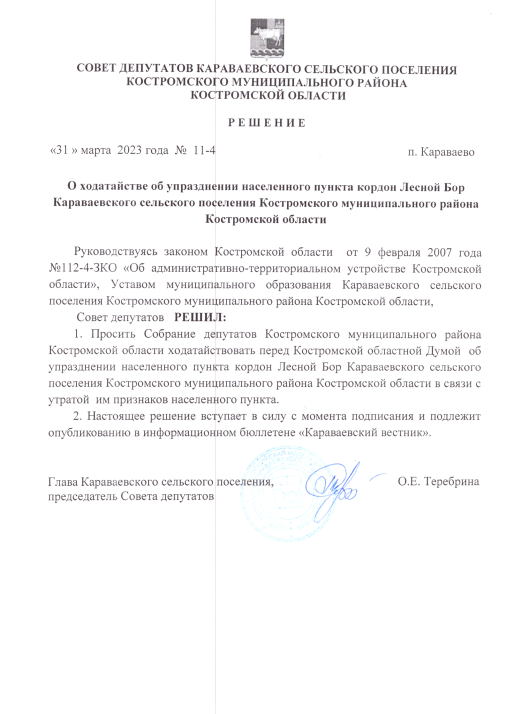 СОВЕТ ДЕПУТАТОВ КАРАВАЕВСКОГО СЕЛЬСКОГО ПОСЕЛЕНИЯ
КОСТРОМСКОГО МУНИЦИПАЛЬНОГО РАЙОНА
КОСТРОМСКОЙ ОБЛАСТИ
Р Е Ш Е Н И Е
«31 » марта 2023 года № 11-4 п. Караваево
О ходатайстве об упразднении населенного пункта кордон Лесной Бор
Караваевского сельского поселения Костромского муниципального района
Костромской области
Руководствуясь законом Костромской области от 9 февраля 2007 года
№112-4-ЗКО «Об административно-территориальном устройстве Костромской
области», Уставом муниципального образования Караваевского сельского
поселения Костромского муниципального района Костромской области,
Совет депутатов РЕШИЛ:
1. Просить Собрание депутатов Костромского муниципального района
Костромской области ходатайствовать перед Костромской областной Думой об
упразднении населенного пункта кордон Лесной Бор Караваевского сельского
поселения Костромского муниципального района Костромской области в связи с
утратой им признаков населенного пункта.
2. Настоящее решение вступает в силу с момента подписания и подлежит
опубликованию в информационном бюллетене «Караваевский вестник».
Глава Караваевского сельского поселения, О.Е. Теребрина
председатель Совета депутатов